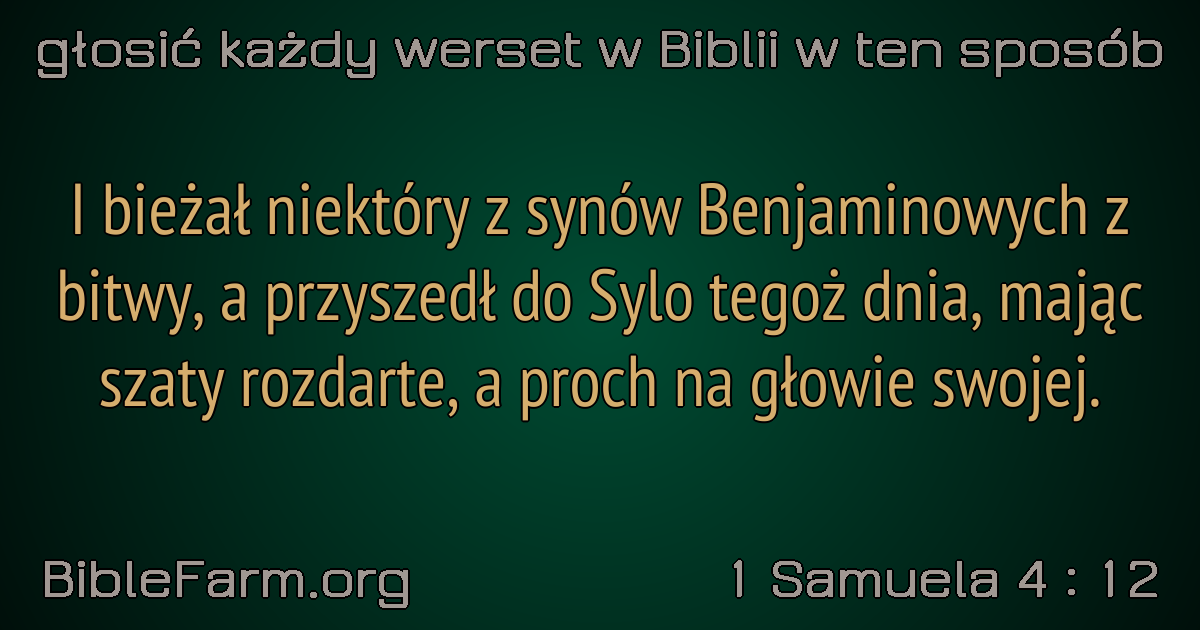 głosić każdy werset w Biblii w ten sposób
I bieżał niektóry z synów Benjaminowych z
bitwy, a przyszedł do Sylo tegoż dnia, mając
szaty rozdarte, a proch na głowie swojej.
BibleFarm.org
1 Samuela 4 : 12